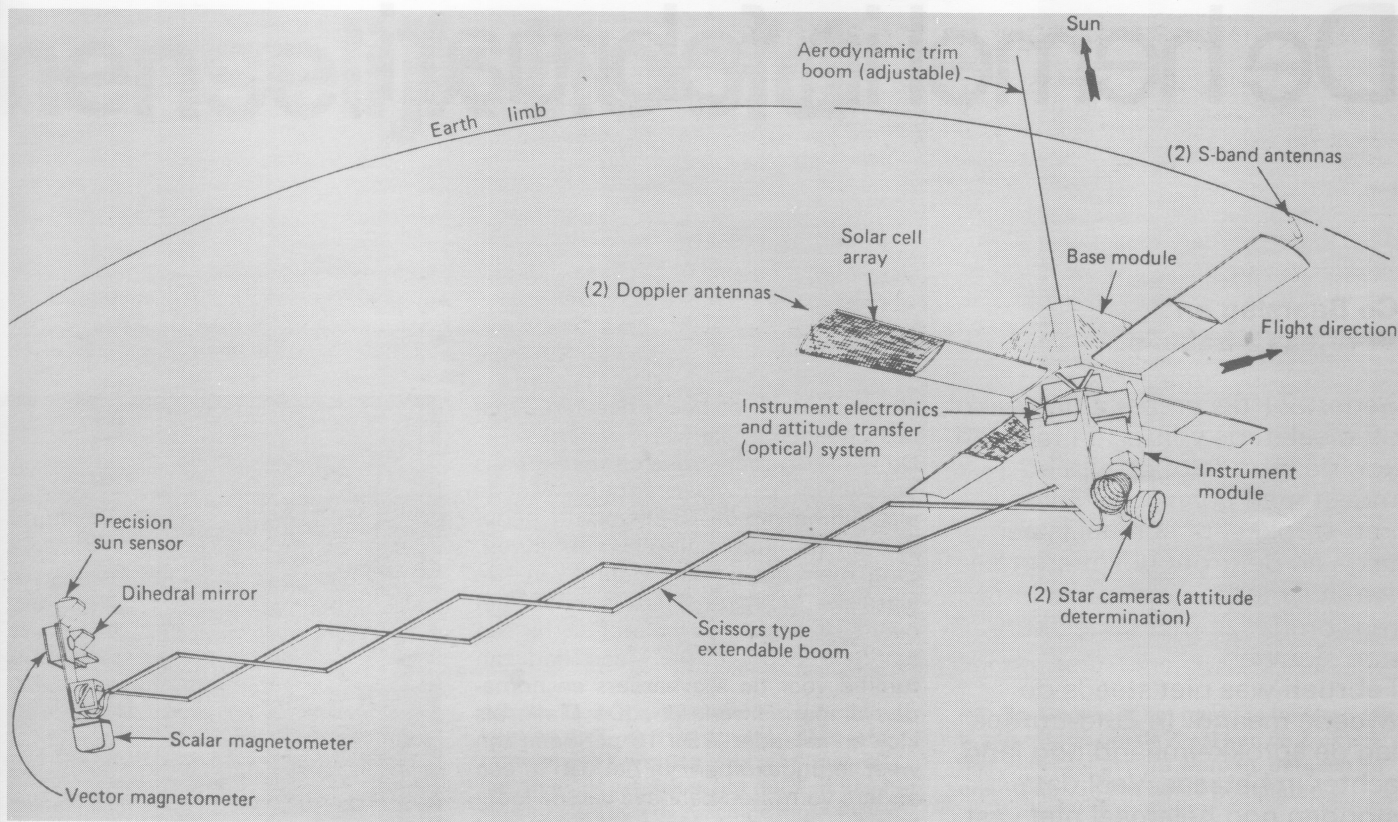 Sun
Aerodynamic trim
boom (adjustable)
Earth limb
(2) S-band antennas
Solar cell
array
Base module
(2) Doppler antennas
Flight direction
Instrument electronics
and attitude transfer
(optical) system
Instrument
module
Precision
sun sensor
Dihedral mirror
(2) Star cameras (attitude
determination)
Scissors type
extendable boom
Scalar magnetometer
Vector magnetometer